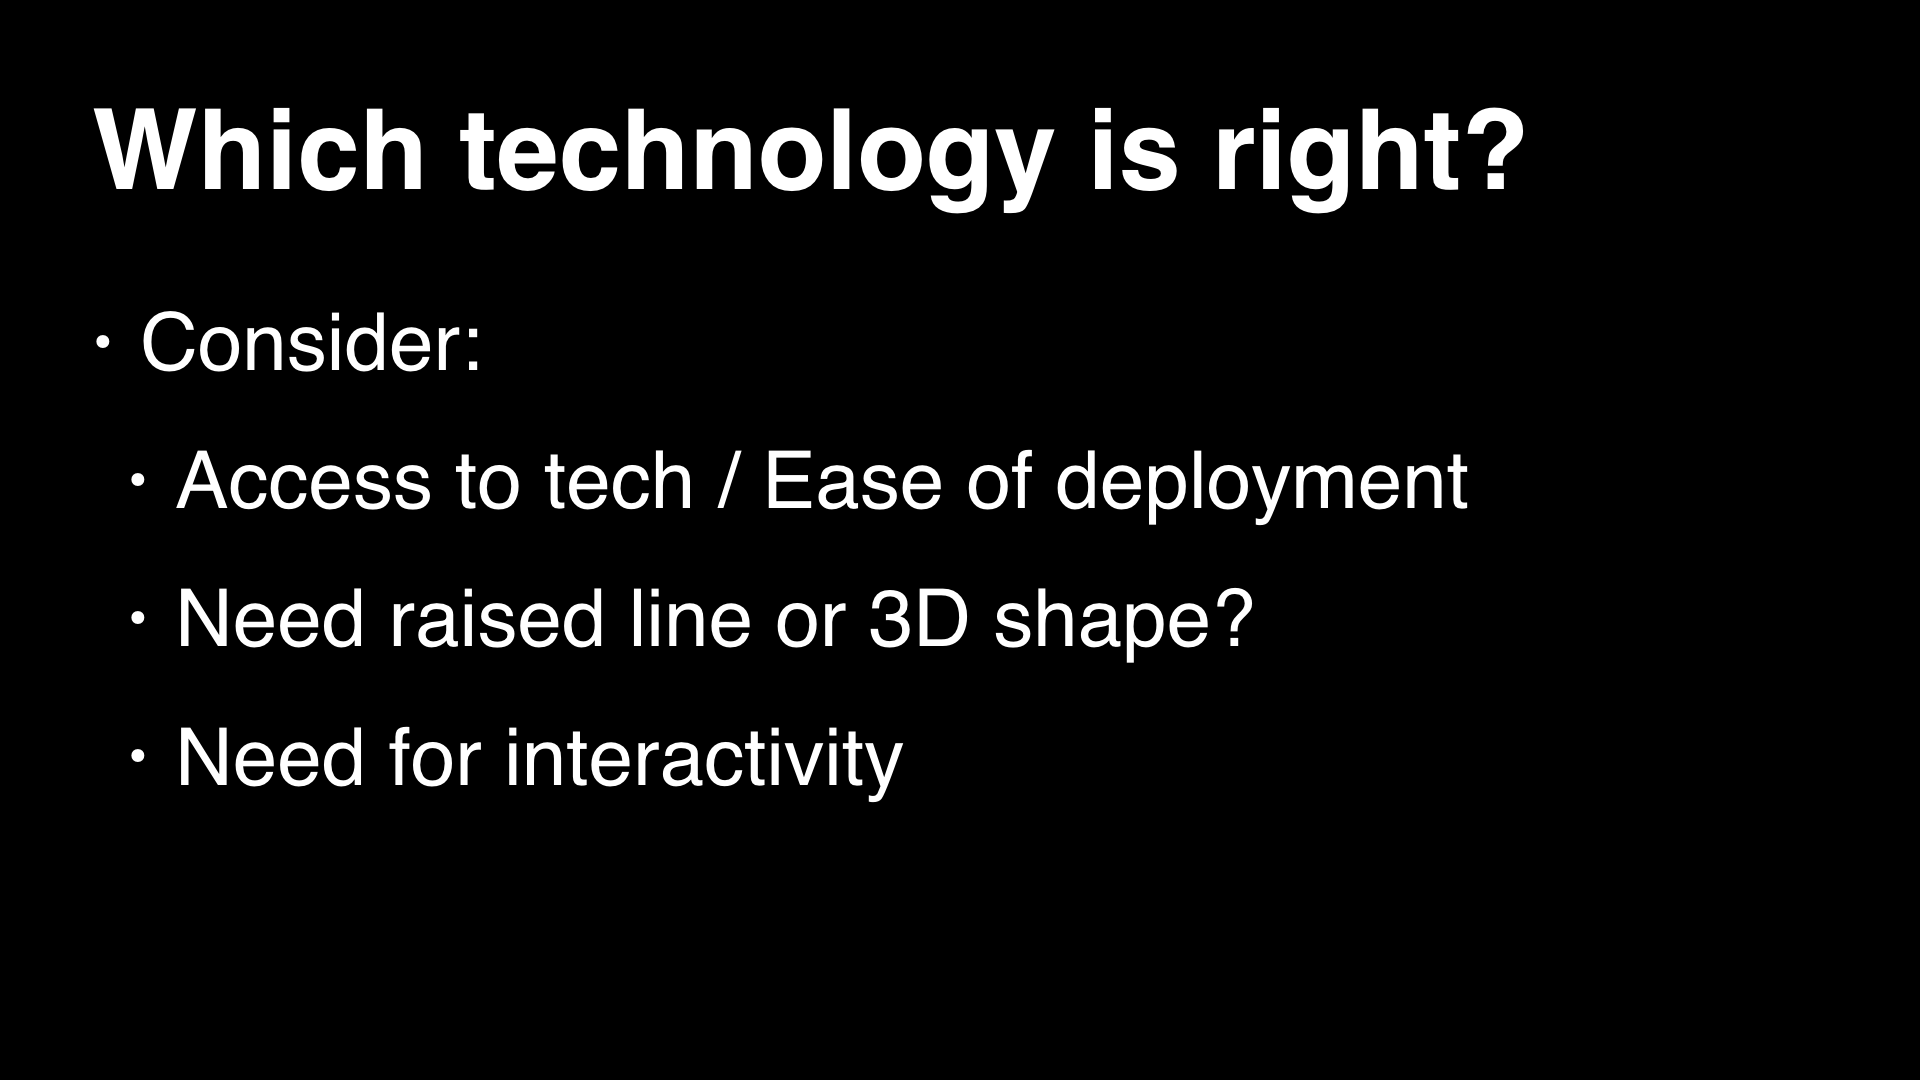 Which technology is right?
• Consider:
• Access to tech / Ease of deployment
• Need raised line or 3D shape?
• Need for interactivity